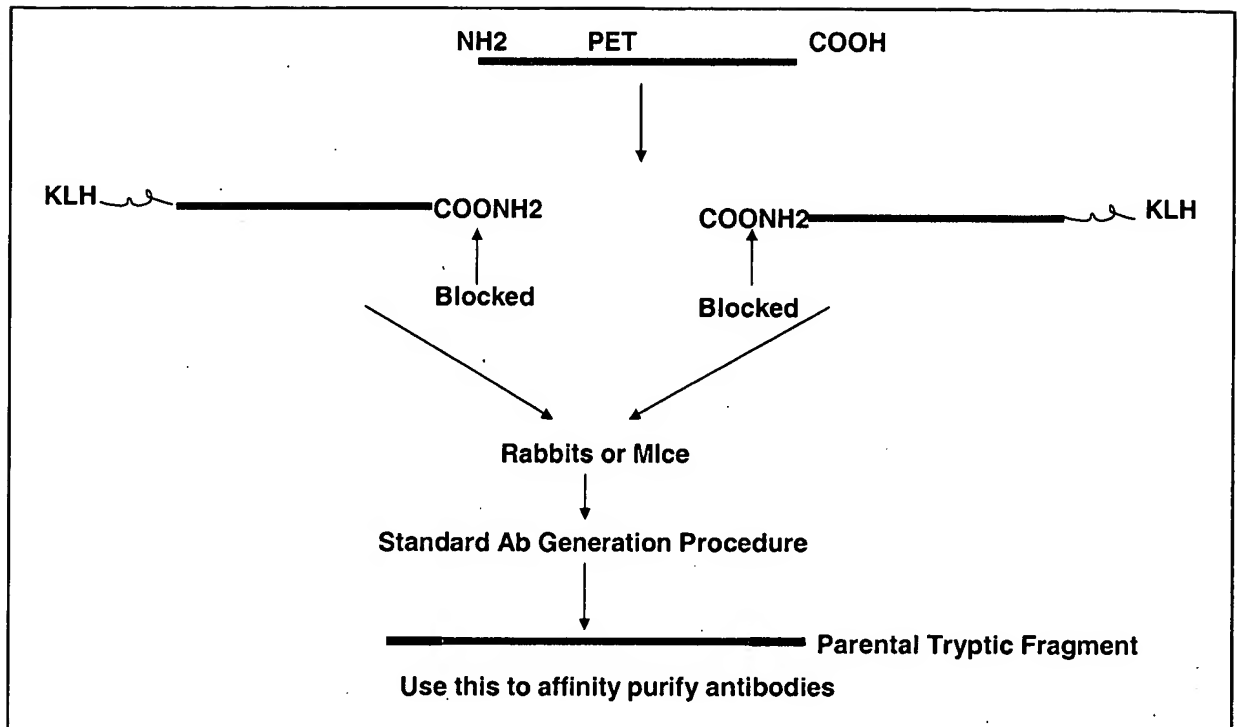 NH2 PET COOH
KLH COONH2 COONH2 KLH
Blocked Blocked
Rabbits or MIce
Standard Ab Generation Procedure
Parental Tryptic Fragment
Use this to affinity purify antibodies